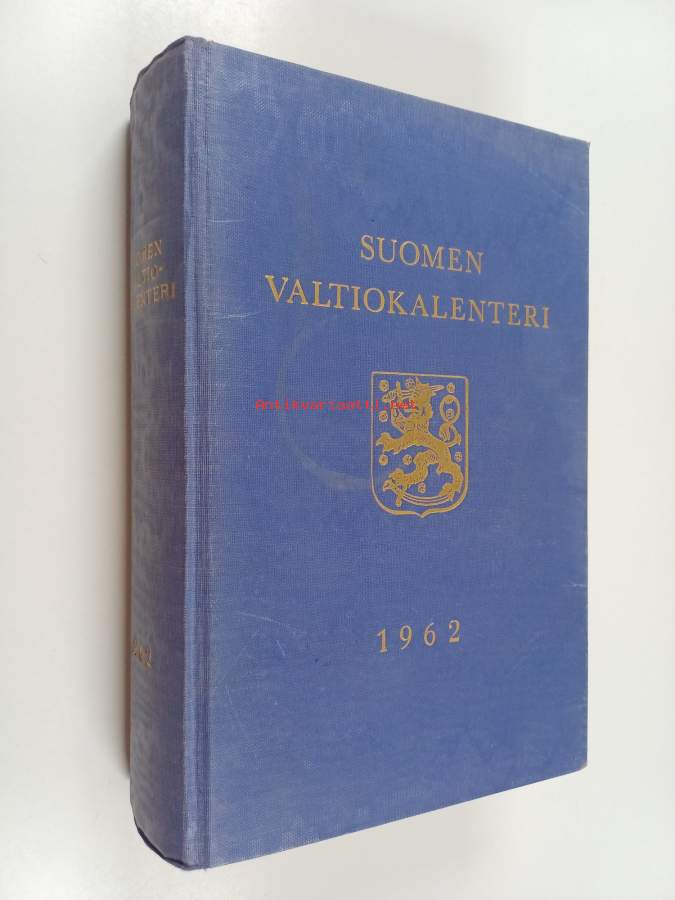 SUOMEN
VALTIOKALENTERI
Antikvariaatti.net
1962